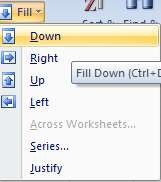 Fill
Down
Right
Fill Down (Ctrl+D
Up
Left
Across Worksheets...
Series...
Justify